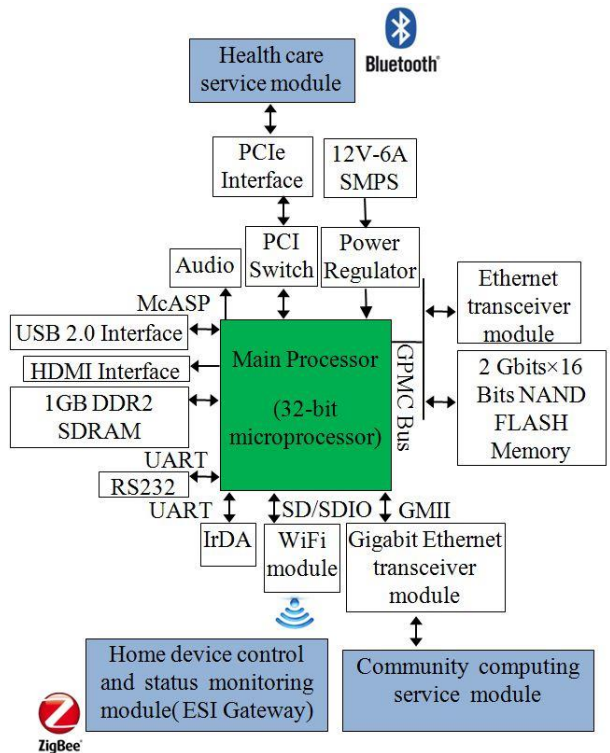 Health care
service module
Bluetooth®
PCIe
Interface
12V-6A
SMPS
PCI
Switch
Power
Regulator
Audio
McASP
USB 2.0 Interface
HDMI Interface
1GB DDR2
SDRAM
UART
RS232
UART
IrDA
Main Processor
(32-bit
microprocessor)
GPMC Bus
Ethernet
transceiver
module
2 Gbits×16
Bits NAND
FLASH
Memory
SD/SDIO
WiFi
module
GMII
Gigabit Ethernet
transceiver
module
Home device control
and status monitoring
module( ESI Gateway)
Community computing
service module
ZigBee®